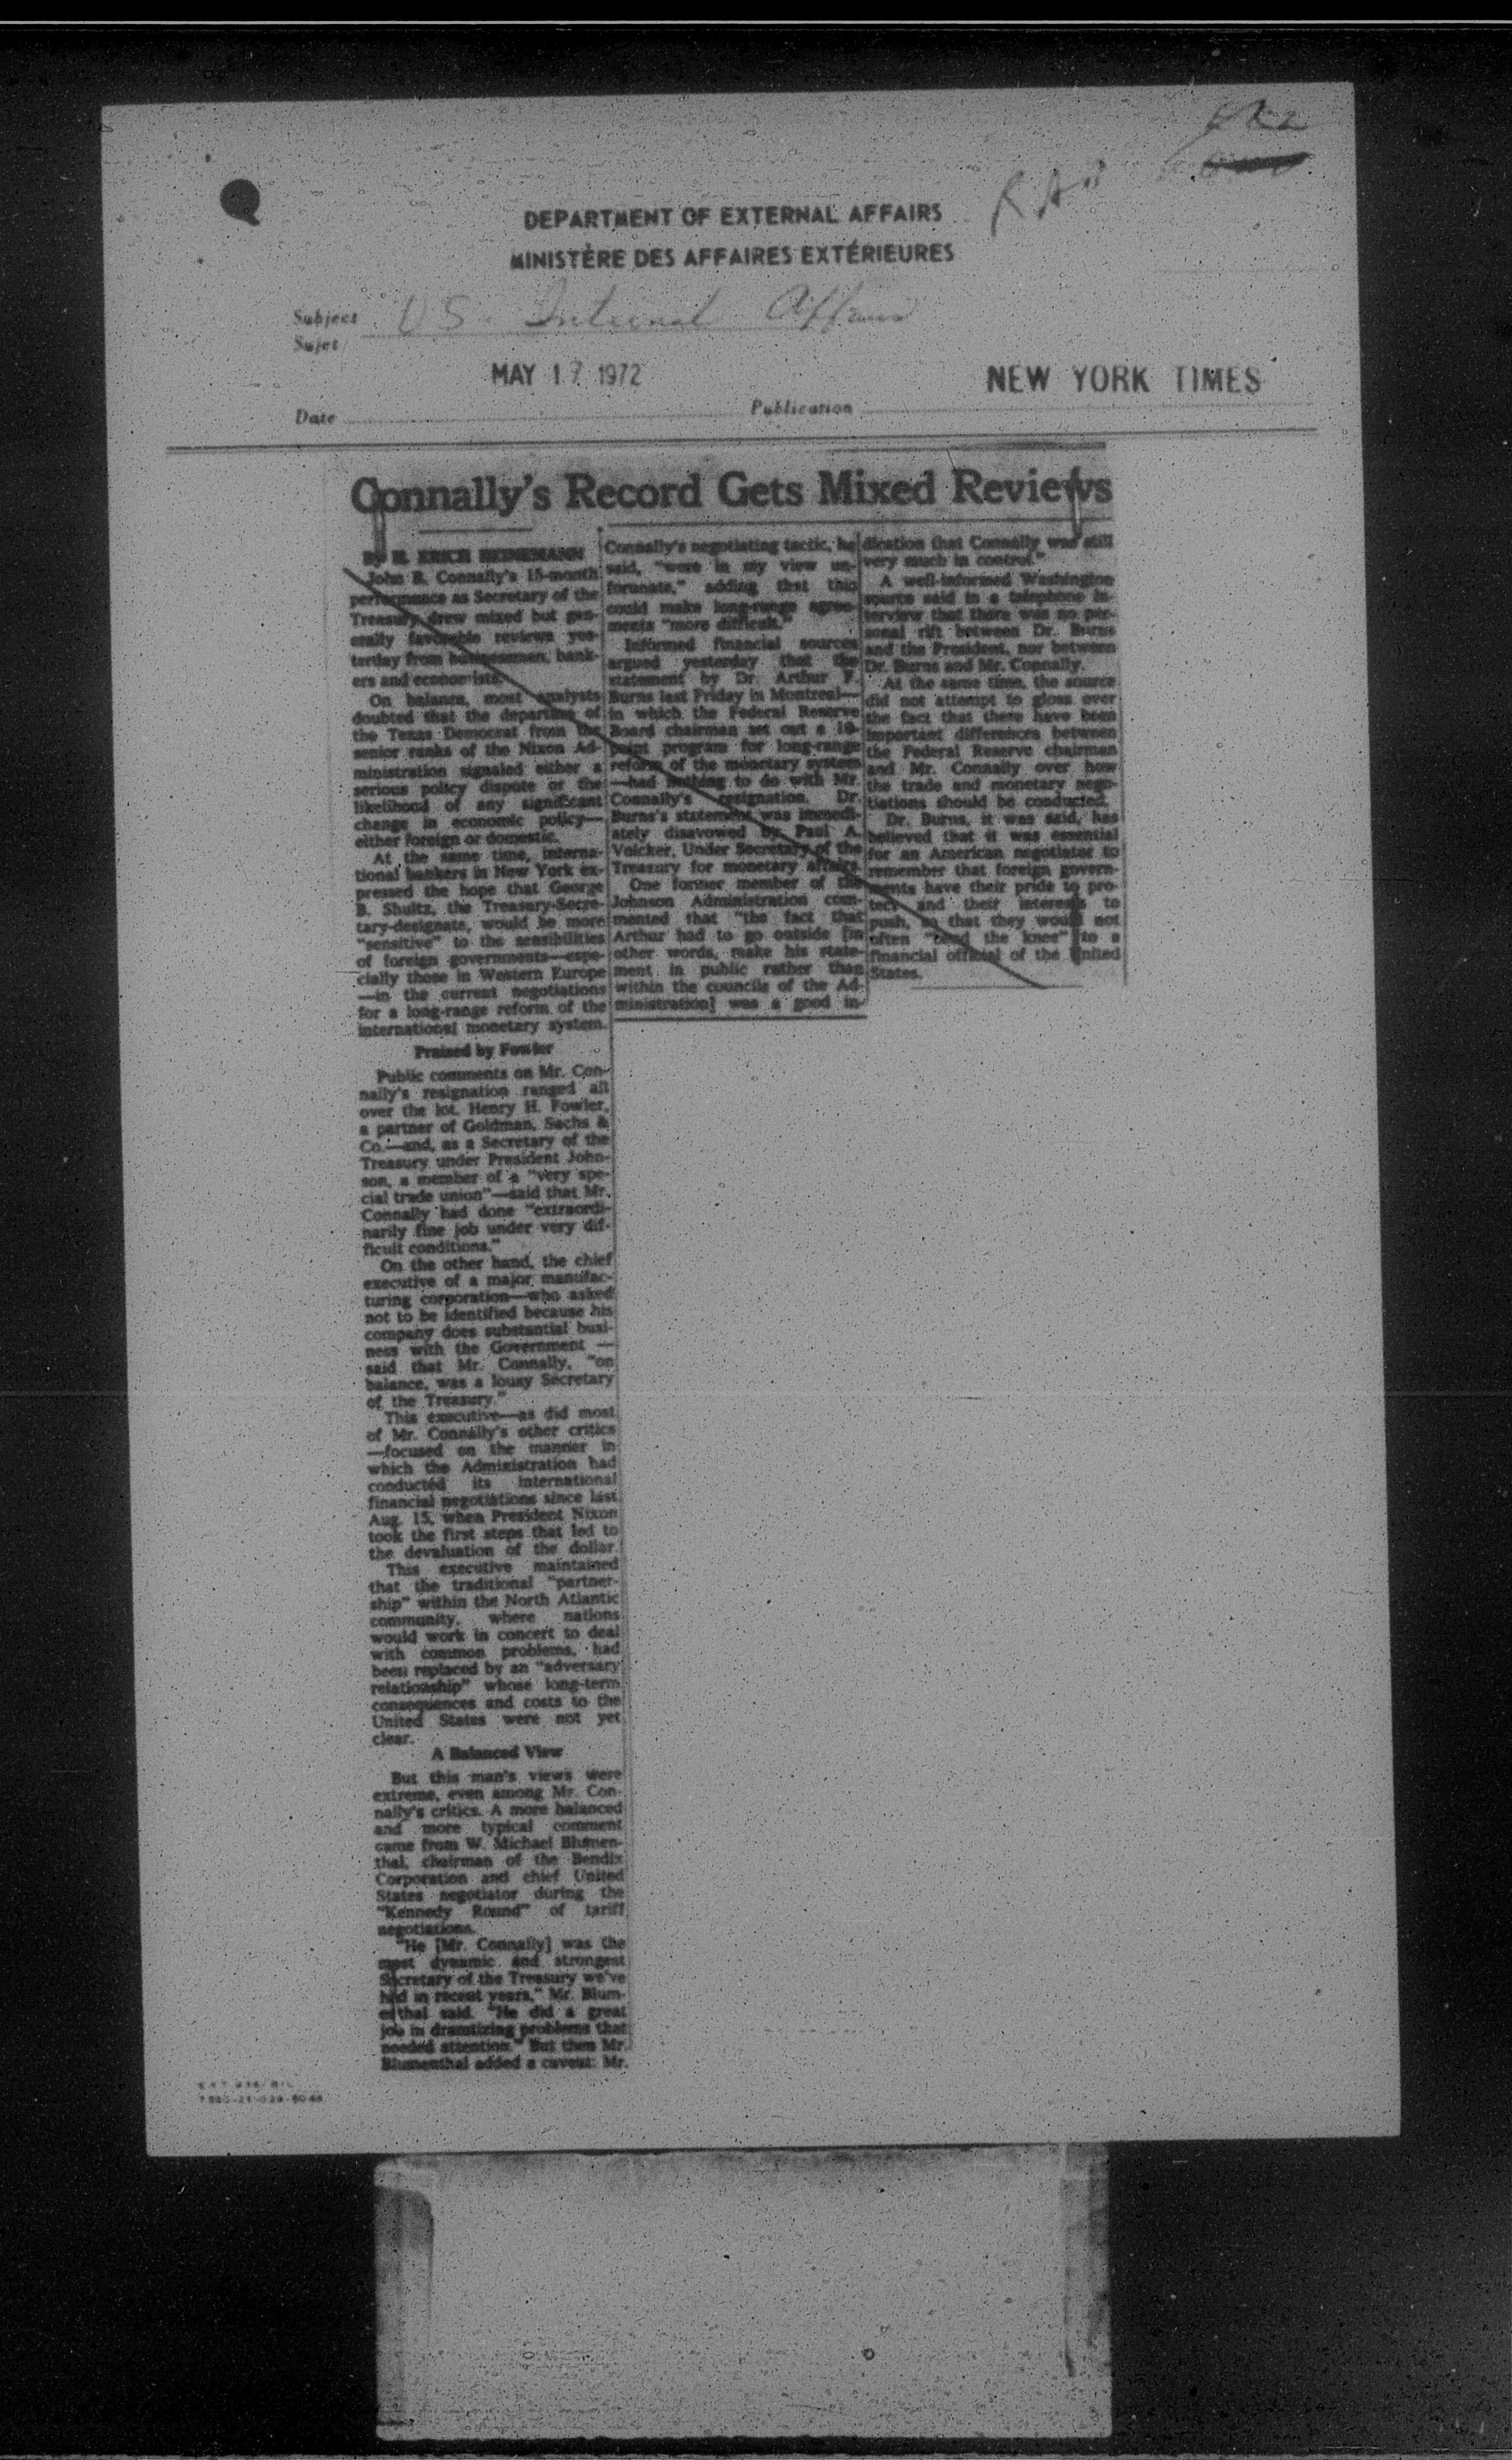 RA"
DEPARTMENT OF EXTERNAL AFFAIRS
MINISTÈRE DES AFFAIRES EXTÉRIEURES
Subject U S. Internal Affairs
Sujet
MAY 17 1972
NEW YORK TIMES
Date
Publication
Connally's Record Gets Mixed Reviews
By H. ERICH HEINEMANN
John B. Connally's 15-month
performance as Secretary of the
Treasury drew mixed but gen-
erally favorable reviews yes-
terday from businessmen, bank-
ers and economists.
On balance, most analysts
doubted that the departure of
the Texas Democrat from the
senior ranks of the Nixon Ad-
ministration signaled either a
serious policy dispute or the
likelihood of any significant
change in economic policy—
either foreign or domestic.
At the same time, interna-
tional bankers in New York ex-
pressed the hope that George
B. Shultz, the Treasury-Secre-
tary-designate, would be more
"sensitive" to the sensibilities
of foreign governments—espe-
cially those in Western Europe
—in the current negotiations
for a long-range reform of the
international monetary system.
Praised by Fowler
Public comments on Mr. Con-
nally's resignation ranged all
over the lot. Henry H. Fowler,
a partner of Goldman, Sachs &
Co.—and, as a Secretary of the
Treasury under President John-
son, a member of a "very spe-
cial trade union"—said that Mr.
Connally had done "extraordi-
narily fine job under very dif-
ficult conditions."
On the other hand, the chief
executive of a major manufac-
turing corporation—who asked
not to be identified because his
company does substantial busi-
ness with the Government —
said that Mr. Connally, "on
balance, was a lousy Secretary
of the Treasury."
This executive—as did most
of Mr. Connally's other critics
—focused on the manner in
which the Administration had
conducted its international
financial negotiations since last
Aug. 15, when President Nixon
took the first steps that led to
the devaluation of the dollar.
This executive maintained
that the traditional "partner-
ship" within the North Atlantic
community, where nations
would work in concert to deal
with common problems, had
been replaced by an "adversary
relationship" whose long-term
consequences and costs to the
United States were not yet
clear.
A Balanced View
But this man's views were
extreme, even among Mr. Con-
nally's critics. A more balanced
and more typical comment
came from W. Michael Blumen-
thal, chairman of the Bendix
Corporation and chief United
States negotiator during the
"Kennedy Round" of tariff
negotiations.
"He [Mr. Connally] was the
most dynamic and strongest
Secretary of the Treasury we've
had in recent years," Mr. Blum-
enthal said. "He did a great
job in dramtizing problems that
needed attention." But then Mr.
Blumenthal added a caveat: Mr.
Connally's negotiating tactic, he
said, "were in my view un-
fortunate," adding that this
could make long-range agree-
ments "more difficult."
Informed financial sources
argued yesterday that the
statement by Dr. Arthur F.
Burns last Friday in Montreal—
in which the Federal Reserve
Board chairman set out a 10-
point program for long-range
reform of the monetary system
—had nothing to do with Mr.
Connally's resignation. Dr.
Burns's statement was immedi-
ately disavowed by Paul A.
Volcker, Under Secretary of the
Treasury for monetary affairs.
One former member of the
Johnson Administration com-
mented that "the fact that
Arthur had to go outside [in
other words, make his state-
ment in public rather than
within the councils of the Ad-
ministration] was a good in-
dication that Connally was still
very much in control."
A well-informed Washington
source said in a telephone in-
terview that there was no per-
sonal rift between Dr. Burns
and the President, nor between
Dr. Burns and Mr. Connally.
At the same time, the source
did not attempt to gloss over
the fact that there have been
important differences between
the Federal Reserve chairman
and Mr. Connally over how
the trade and monetary nego-
tiations should be conducted.
Dr. Burns, it was said, has
believed that it was essential
for an American negotiator to
remember that foreign govern-
ments have their pride to pro-
tect and their interests to
push, so that they would not
often "bend the knee" to a
financial official of the United
States.